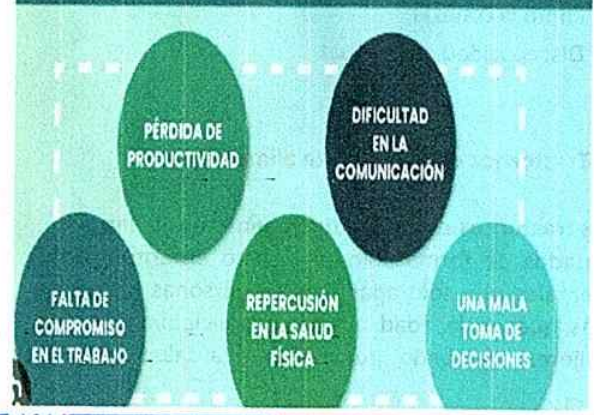 PÉRDIDA DE
PRODUCTIVIDAD
DIFICULTAD
EN LA
COMUNICACIÓN
FALTA DE
COMPROMISO
EN EL TRABAJO
REPERCUSIÓN
EN LA SALUD
FÍSICA
UNA MALA
TOMA DE
DECISIONES